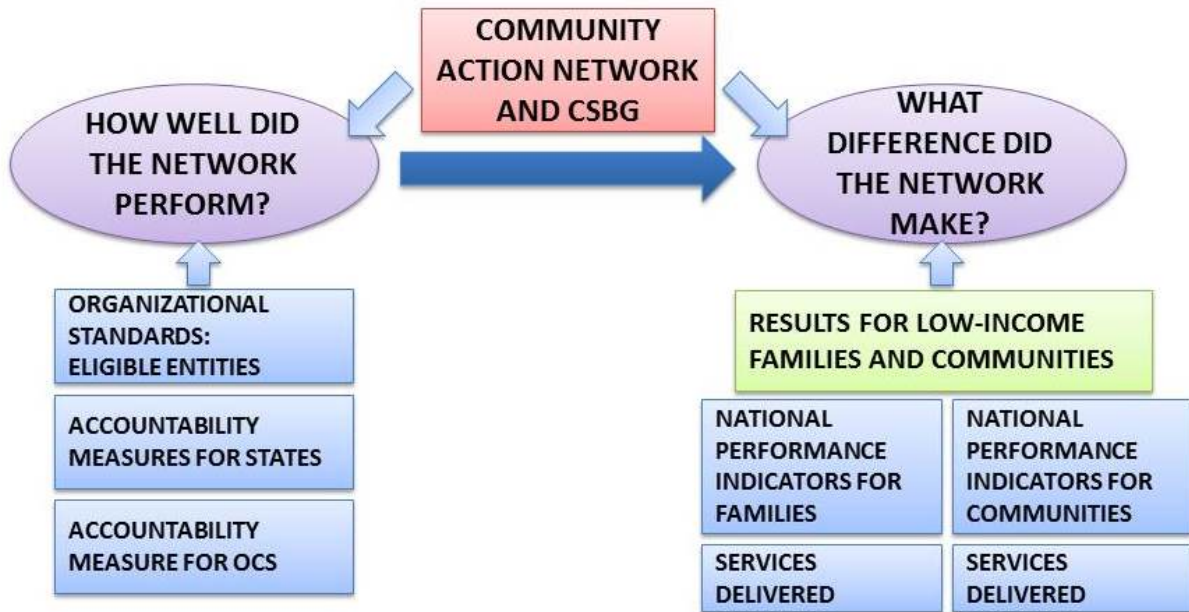 COMMUNITY
ACTION NETWORK
AND CSBG
HOW WELL DID
THE NETWORK
PERFORM?
WHAT
DIFFERENCE DID
THE NETWORK
MAKE?
ORGANIZATIONAL
STANDARDS:
ELIGIBLE ENTITIES
ACCOUNTABILITY
MEASURES FOR STATES
ACCOUNTABILITY
MEASURE FOR OCS
RESULTS FOR LOW-INCOME
FAMILIES AND COMMUNITIES
NATIONAL
PERFORMANCE
INDICATORS FOR
FAMILIES
NATIONAL
PERFORMANCE
INDICATORS FOR
COMMUNITIES
SERVICES
DELIVERED
SERVICES
DELIVERED